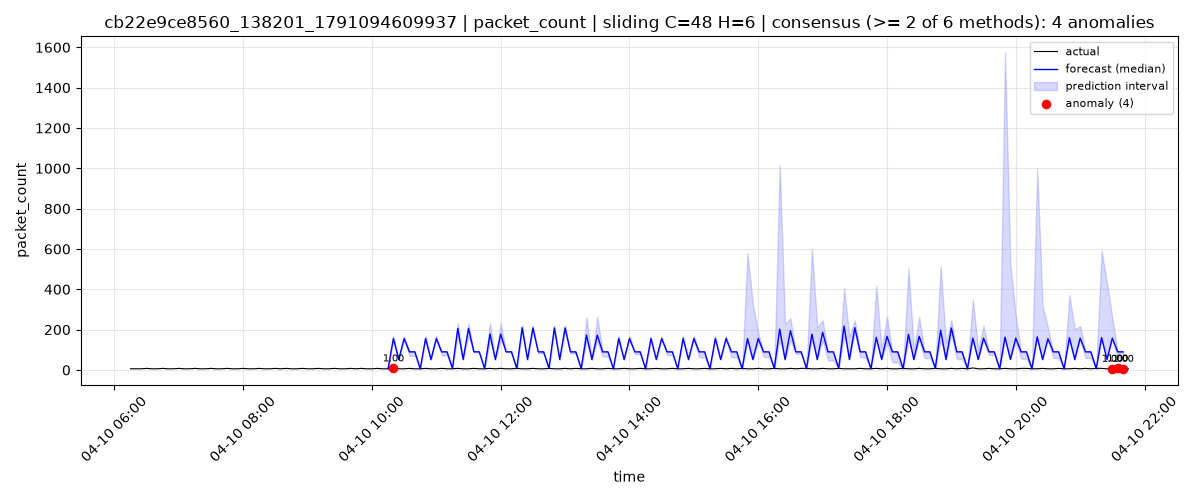 cb22e9ce8560_138201_1791094609937 | packet_count | sliding C=48 H=6 | consensus (>= 2 of 6 methods): 4 anomalies
packet_count
1600
1400
1200
1000
800
600
400
200
0
actual
forecast (median)
prediction interval
anomaly (4)
1.00
04-10 06:00
04-10 08:00
04-10 10:00
04-10 12:00
04-10 14:00
04-10 16:00
04-10 18:00
04-10 20:00
04-10 22:00
time